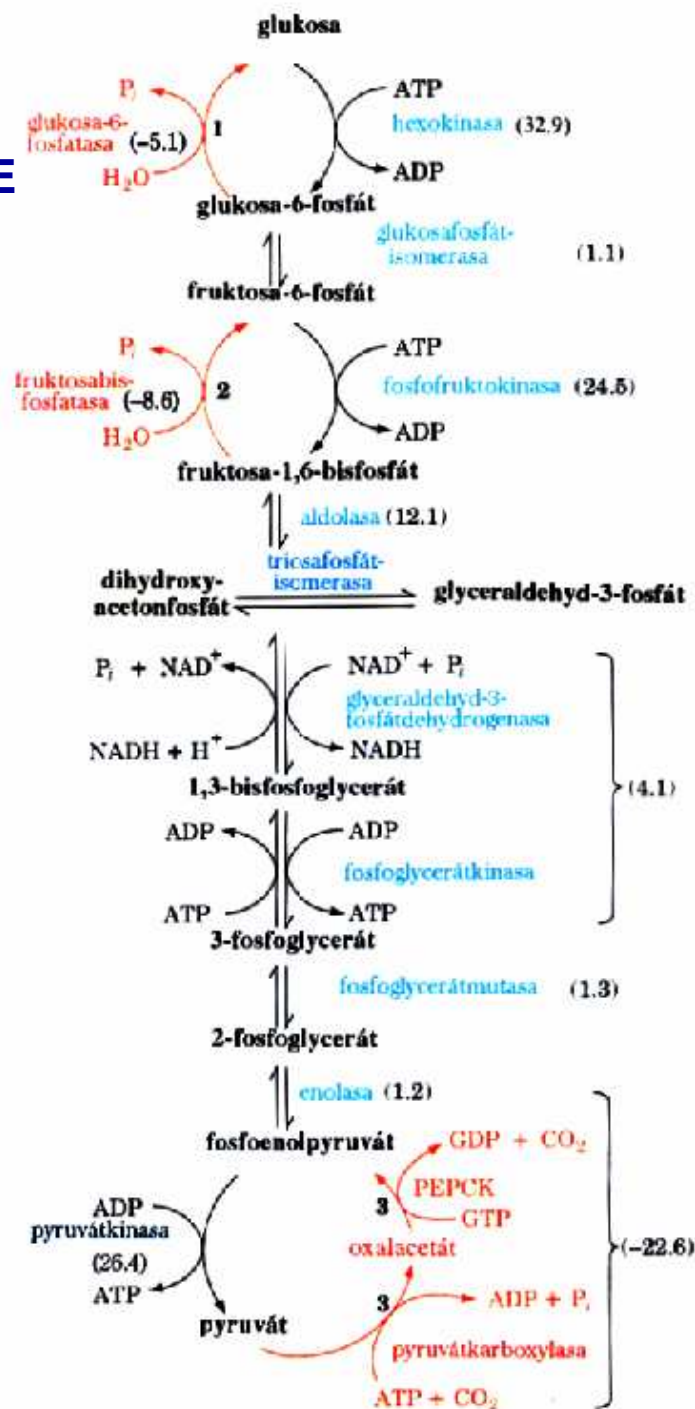 glukosa
P_i
ATP
glukosa-6-
fosfatasa (–5.1)
1
hexokinasa (32.9)
E
H₂O
ADP
glukosa-6-fosfát
glukosafosfát-
isomerasa (1.1)
fruktosa-6-fosfát
P_i
ATP
fruktosabis-
fosfatasa (–8.6)
2
fosfofruktokinasa (24.5)
H₂O
ADP
fruktosa-1,6-bisfosfát
aldolasa (12.1)
triosafosfát-
isomerasa
dihydroxy-
acetonfosfát
glyceraldehyd-3-fosfát
P_i + NAD⁺
NAD⁺ + P_i
glyceraldehyd-3-
fosfátdehydrogenasa
NADH + H⁺
NADH
1,3-bisfosfoglycerát
(4.1)
ADP
ADP
fosfoglycerátkinasa
ATP
ATP
3-fosfoglycerát
fosfoglycerátmutasa (1.3)
2-fosfoglycerát
enolasa (1.2)
fosfoenolpyruvát
GDP + CO₂
ADP
PEPCK
3
GTP
pyruvátkinasa
oxalacetát
(26.4)
(–22.6)
ATP
3
ADP + P_i
pyruvát
pyruvátkarboxylasa
ATP + CO₂